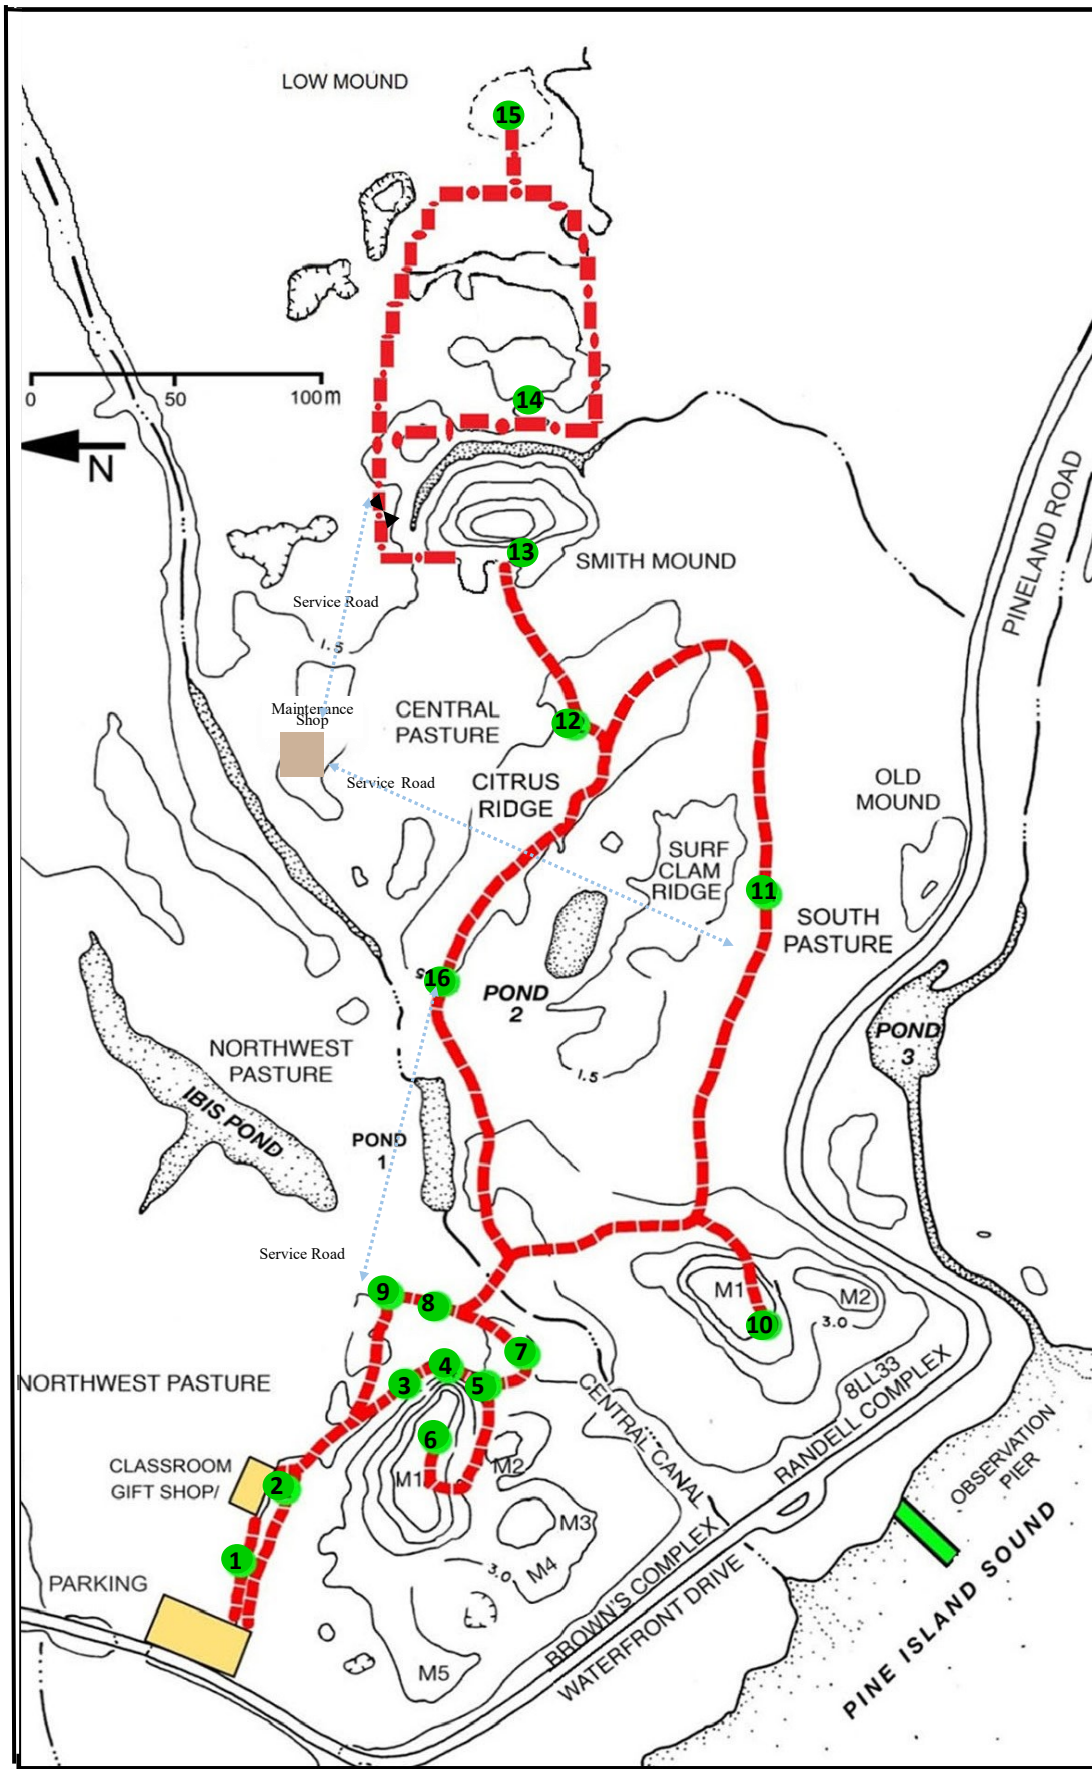 LOW MOUND
15
0 50 100m
14
N
PINELAND ROAD
13
SMITH MOUND
Service Road
1.5
Maintenance
Shop
CENTRAL
PASTURE
12
Service Road
CITRUS
RIDGE
OLD
MOUND
SURF
CLAM
RIDGE
11
SOUTH
PASTURE
16
POND
2
POND
3
NORTHWEST
PASTURE
1.5
IBIS POND
POND
1
Service Road
9
8
M1
M2
3.0
10
7
4
3
5
NORTHWEST PASTURE
8LL33
RANDELL COMPLEX
CENTRAL CANAL
6
M1
M2
CLASSROOM
GIFT SHOP/
2
OBSERVATION
PIER
M3
M4
3.0
1
PARKING
BROWN'S COMPLEX
WATERFRONT DRIVE
PINE ISLAND SOUND
M5